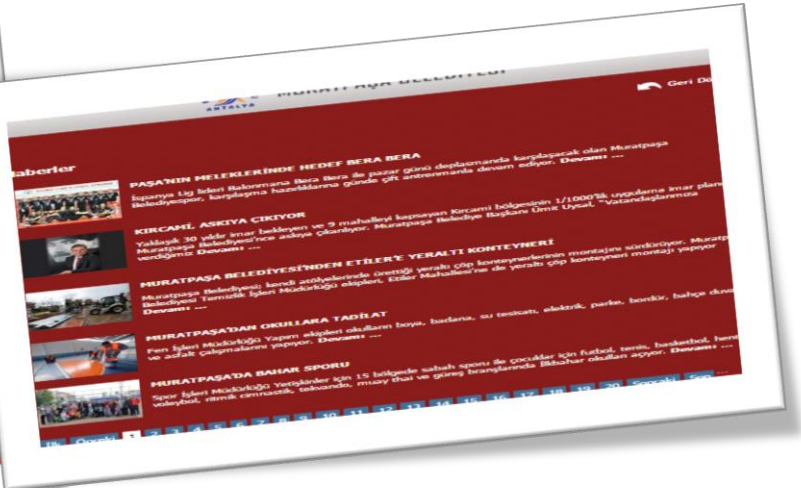 MURATPAŞA BELEDİYESİ
ANTALYA
Geri Dö
Haberler
PAŞA'NIN MELEKLERİNDE HEDEF BERA BERA
İspanya Lig lideri Balonmano Bera Bera ile pazar günü deplasmanda karşılaşacak olan Muratpaşa
Belediyespor, karşılaşma hazırlıklarına günde çift antrenmanla devam ediyor. Devamı ---
KIRCAMİ, ASKIYA ÇIKIYOR
Yaklaşık 30 yıldır imar bekleyen ve 9 mahalleyi kapsayan Kırcami bölgesinin 1/1000'lik uygulama imar planı
Muratpaşa Belediyesi'nce askıya çıkarılıyor. Muratpaşa Belediye Başkanı Ümit Uysal, "Vatandaşlarımıza
verdiğimiz Devamı ---
MURATPAŞA BELEDİYESİ'NDEN ETİLER'E YERALTI KONTEYNERİ
Muratpaşa Belediyesi; kendi atölyelerinde ürettiği yeraltı çöp konteynerlerinin montajını sürdürüyor. Muratp
Belediyesi Temizlik İşleri Müdürlüğü ekipleri, Etiler Mahallesi'ne de yeraltı çöp konteyneri montajı yapıyor
Devamı ---
MURATPAŞA'DAN OKULLARA TADİLAT
Fen İşleri Müdürlüğü Yapım ekipleri okulların boya, badana, su tesisatı, elektrik, parke, bordür, bahçe duva
ve asfalt çalışmalarını yapıyor. Devamı ---
MURATPAŞA'DA BAHAR SPORU
Spor İşleri Müdürlüğü Yetişkinler için 15 bölgede sabah sporu ile çocuklar için futbol, tenis, basketbol, hent
voleybol, ritmik cimnastik, tekvando, muay thai ve güreş branşlarında İlkbahar okulları açıyor. Devamı ---
İlk Önceki 1 2 3 4 5 6 7 8 9 10 11 12 13 14 15 16 17 18 19 20 Sonraki Son